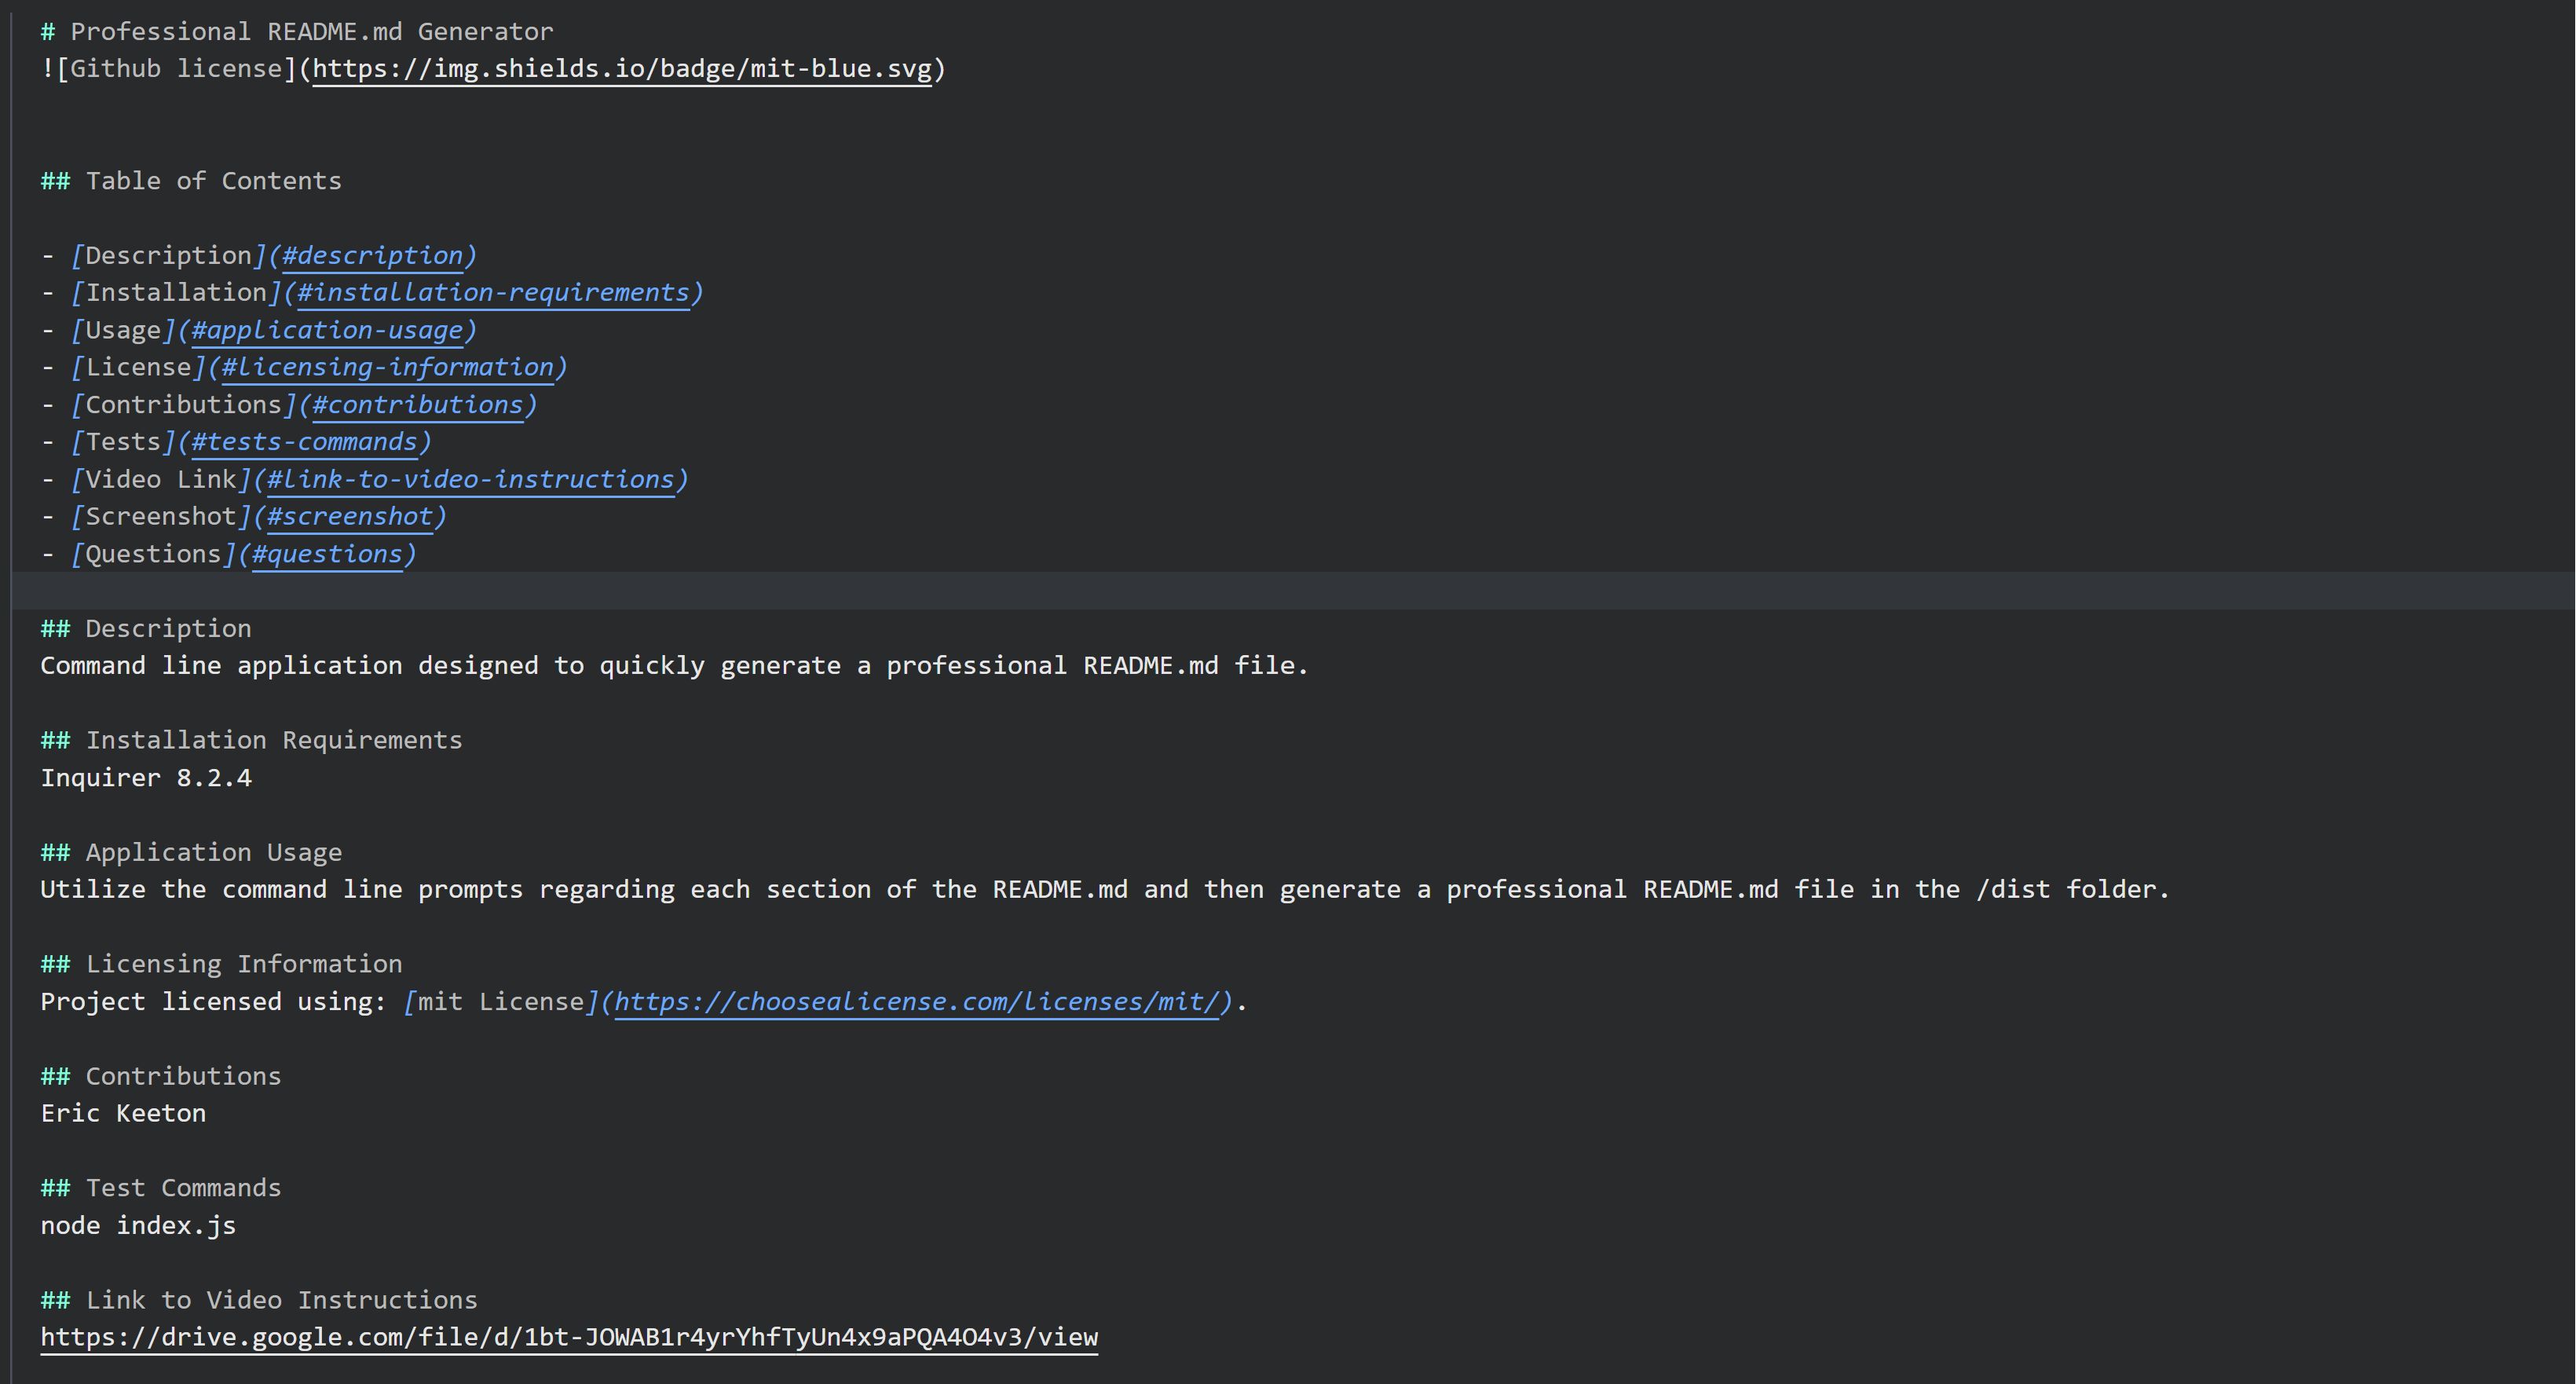 # Professional README.md Generator
![Github license](https://img.shields.io/badge/mit-blue.svg)
## Table of Contents
- [Description](#description)
- [Installation](#installation-requirements)
- [Usage](#application-usage)
- [License](#licensing-information)
- [Contributions](#contributions)
- [Tests](#tests-commands)
- [Video Link](#link-to-video-instructions)
- [Screenshot](#screenshot)
- [Questions](#questions)
## Description
Command line application designed to quickly generate a professional README.md file.
## Installation Requirements
Inquirer 8.2.4
## Application Usage
Utilize the command line prompts regarding each section of the README.md and then generate a professional README.md file in the /dist folder.
## Licensing Information
Project licensed using: [mit License](https://choosealicense.com/licenses/mit/).
## Contributions
Eric Keeton
## Test Commands
node index.js
## Link to Video Instructions
https://drive.google.com/file/d/1bt-JOWAB1r4yrYhfTyUn4x9aPQA4O4v3/view